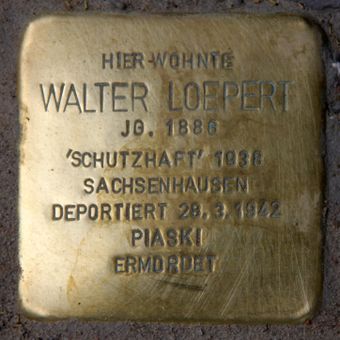 HIER WOHNTE
WALTER LOEPERT
JG. 1886
'SCHUTZHAFT' 1938
SACHSENHAUSEN
DEPORTIERT 28.3.1942
PIASKI
ERMORDET